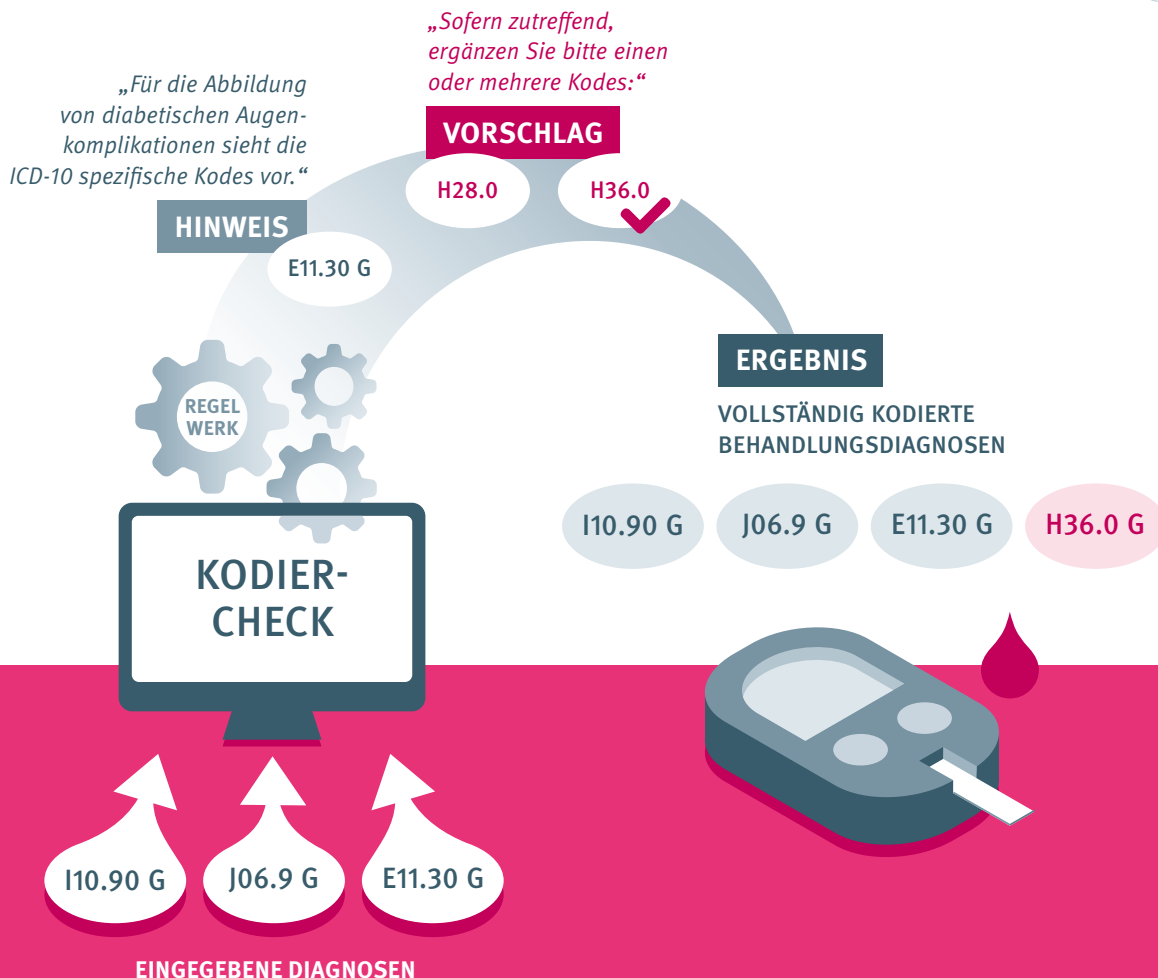 „Sofern zutreffend,
ergänzen Sie bitte einen
oder mehrere Kodes:“
„Für die Abbildung
von diabetischen Augen-
komplikationen sieht die
ICD-10 spezifische Kodes vor.“
VORSCHLAG
H28.0
H36.0
HINWEIS
E11.30 G
ERGEBNIS
VOLLSTÄNDIG KODIERTE
BEHANDLUNGSDIAGNOSEN
REGEL
WERK
I10.90 G
J06.9 G
E11.30 G
H36.0 G
KODIER-
CHECK
I10.90 G
J06.9 G
E11.30 G
EINGEGEBENE DIAGNOSEN